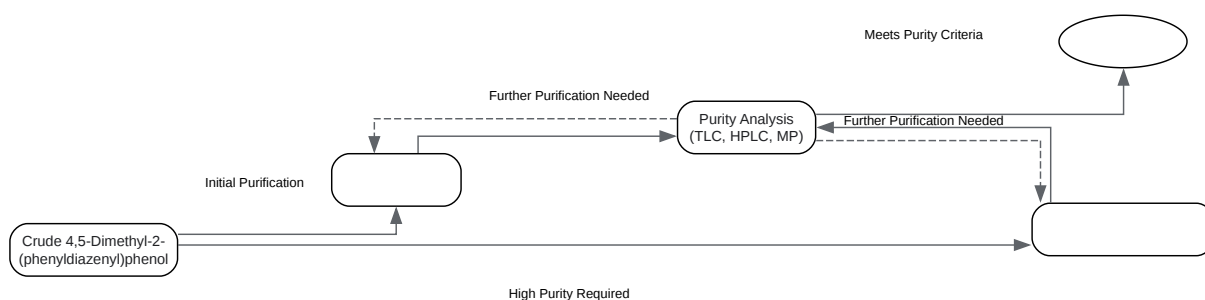 Meets Purity Criteria
Further Purification Needed
Purity Analysis
(TLC, HPLC, MP)
Further Purification Needed
Initial Purification
Crude 4,5-Dimethyl-2-
(phenyldiazenyl)phenol
High Purity Required